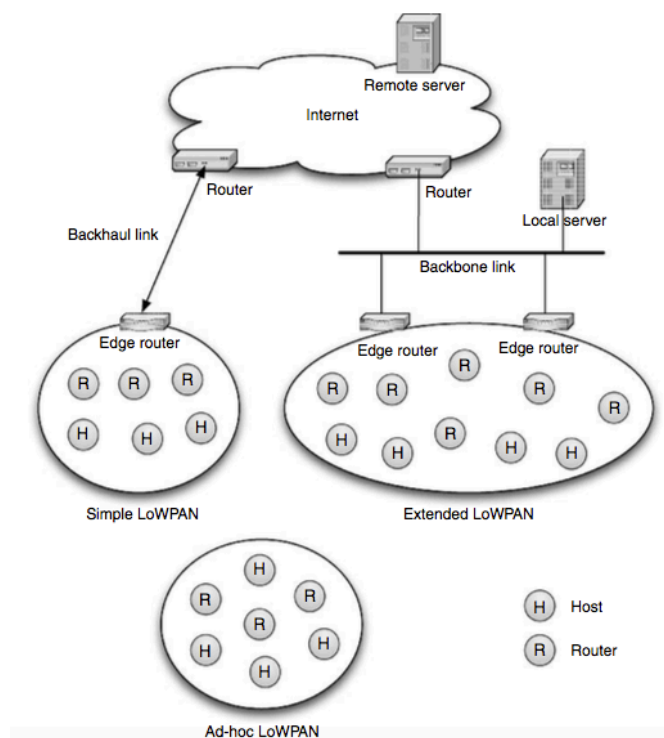 Remote server
Internet
Router
Router
Local server
Backhaul link
Backbone link
Edge router
Edge router
Edge router
R R R
H H H
R R R R R
H H R H H
Simple LoWPAN
Extended LoWPAN
H
R R
R
H H
H
H Host
R Router
Ad-hoc LoWPAN